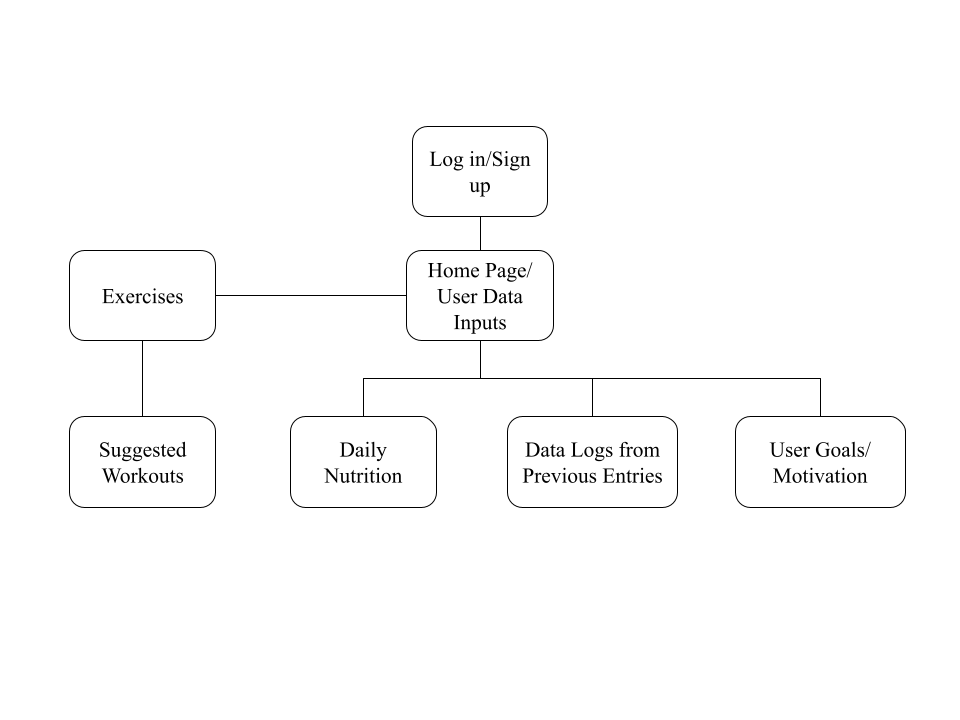 Log in/Sign
up
Exercises
Home Page/
User Data
Inputs
Suggested
Workouts
Daily
Nutrition
Data Logs from
Previous Entries
User Goals/
Motivation